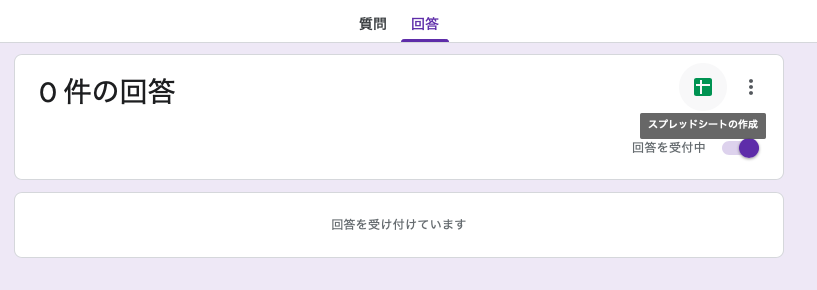 質問 回答
0 件の回答
スプレッドシートの作成
回答を受付中
回答を受け付けています